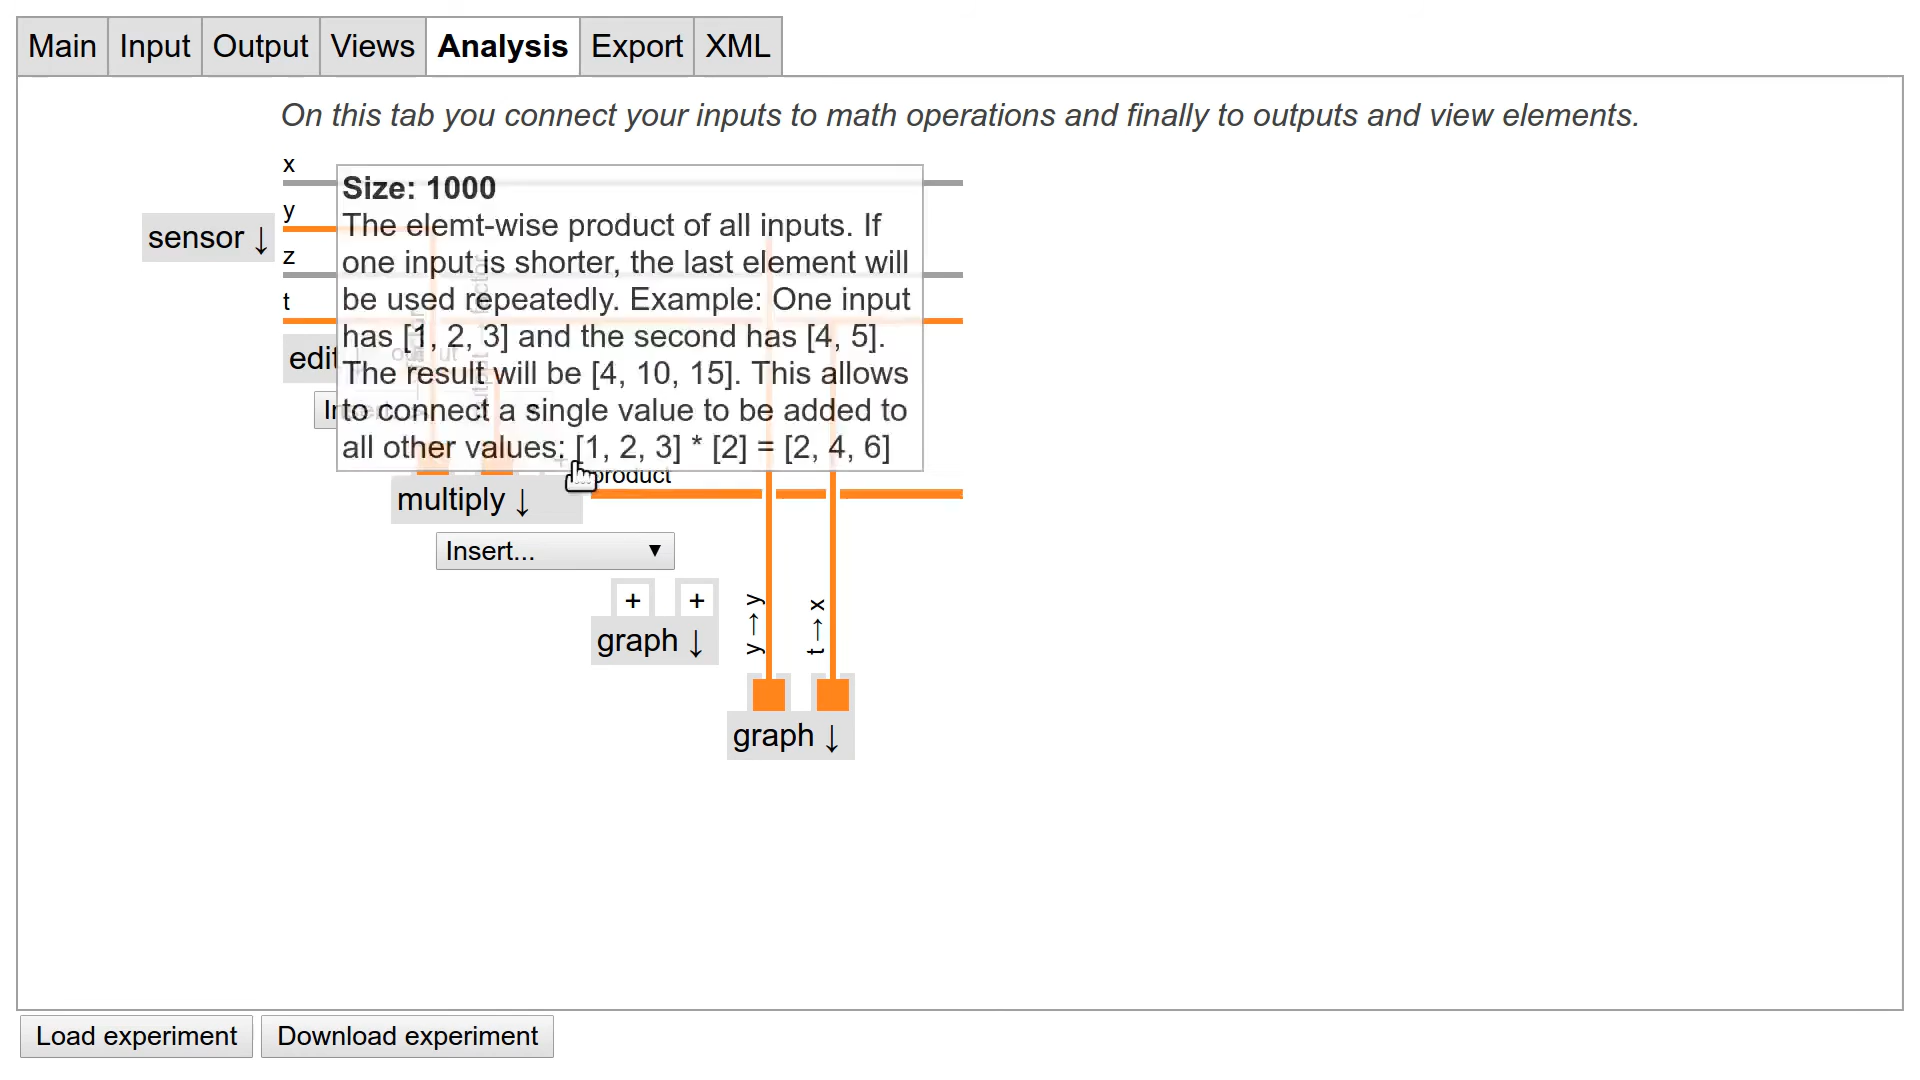 Main Input Output Views Analysis Export XML
On this tab you connect your inputs to math operations and finally to outputs and view elements.
x
y
sensor ↓
z
t
edit
Size: 1000
The elemt-wise product of all inputs. If
one input is shorter, the last element will
be used repeatedly. Example: One input
has [1, 2, 3] and the second has [4, 5].
The result will be [4, 10, 15]. This allows
to connect a single value to be added to
all other values: [1, 2, 3] * [2] = [2, 4, 6]
product
multiply ↓
Insert... ▼
+ +
graph ↓
y → y
t → x
graph ↓
Load experiment Download experiment